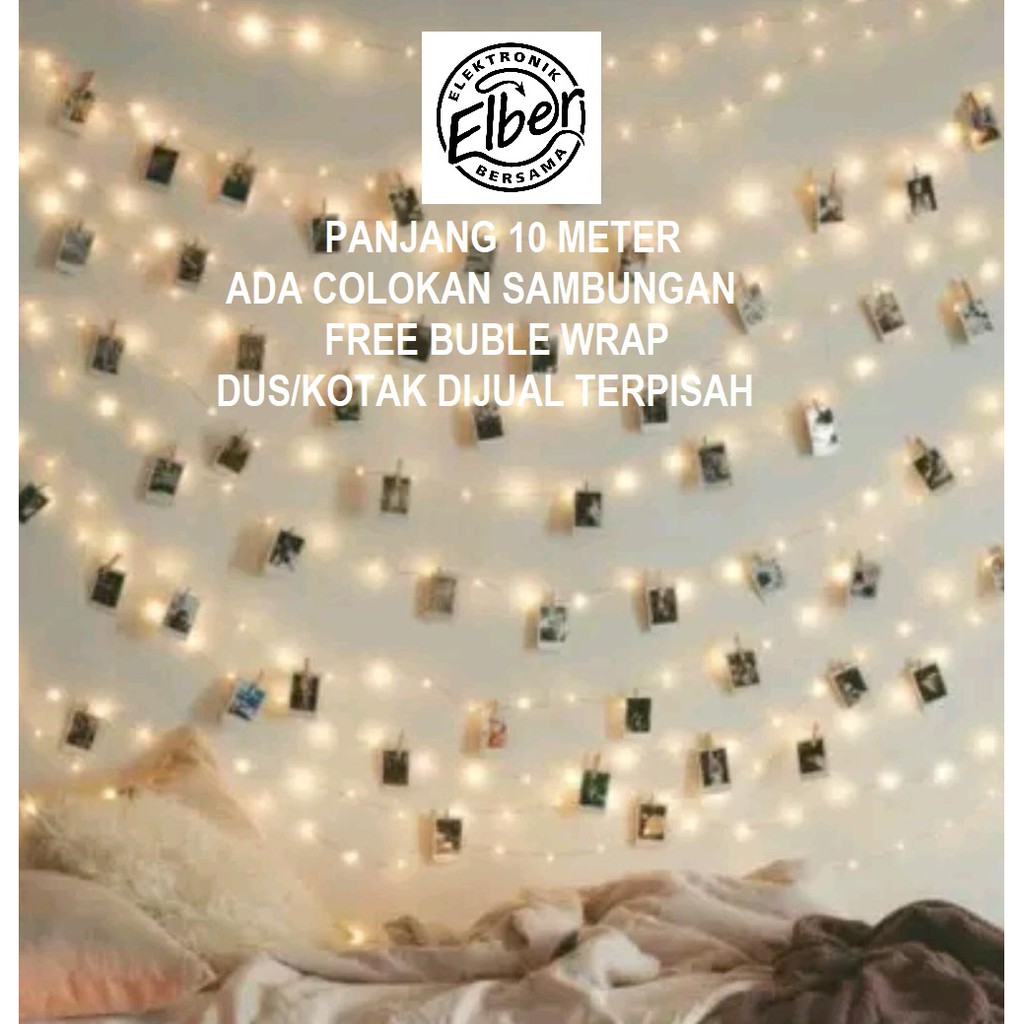 ELEKTRONIK
Elber
BERSAMA
PANJANG 10 METER
ADA COLOKAN SAMBUNGAN
FREE BUBLE WRAP
DUS/KOTAK DIJUAL TERPISAH